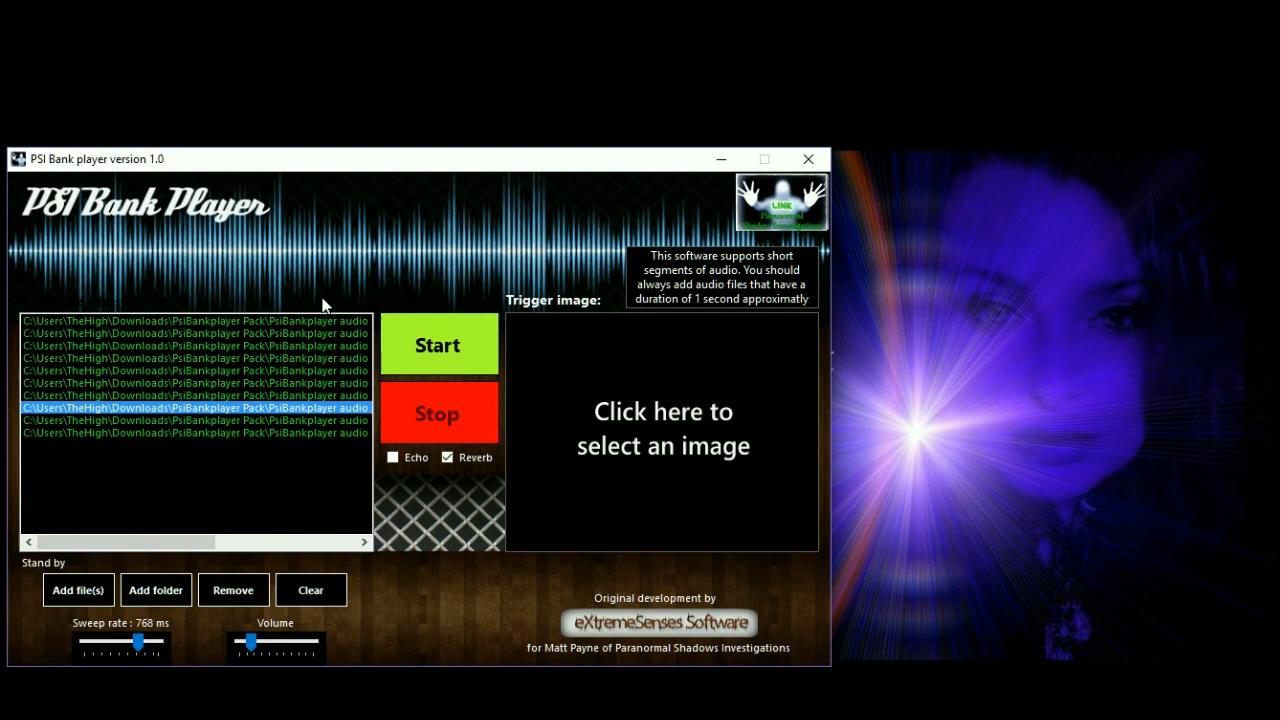 PSI Bank player version 1.0
PSI Bank Player
LINK
Paranormal
Shadows Investigations
This software supports short
segments of audio. You should
always add audio files that have a
duration of 1 second approximatly
Trigger image:
C:\Users\TheHigh\Downloads\PsiBankplayer Pack\PsiBankplayer audio
C:\Users\TheHigh\Downloads\PsiBankplayer Pack\PsiBankplayer audio
C:\Users\TheHigh\Downloads\PsiBankplayer Pack\PsiBankplayer audio
C:\Users\TheHigh\Downloads\PsiBankplayer Pack\PsiBankplayer audio
C:\Users\TheHigh\Downloads\PsiBankplayer Pack\PsiBankplayer audio
C:\Users\TheHigh\Downloads\PsiBankplayer Pack\PsiBankplayer audio
C:\Users\TheHigh\Downloads\PsiBankplayer Pack\PsiBankplayer audio
C:\Users\TheHigh\Downloads\PsiBankplayer Pack\PsiBankplayer audio
C:\Users\TheHigh\Downloads\PsiBankplayer Pack\PsiBankplayer audio
C:\Users\TheHigh\Downloads\PsiBankplayer Pack\PsiBankplayer audio
Start
Stop
Echo
Reverb
Click here to
select an image
Stand by
Add file(s)
Add folder
Remove
Clear
Sweep rate : 768 ms
Volume
Original development by
eXtremeSenses Software
for Matt Payne of Paranormal Shadows Investigations